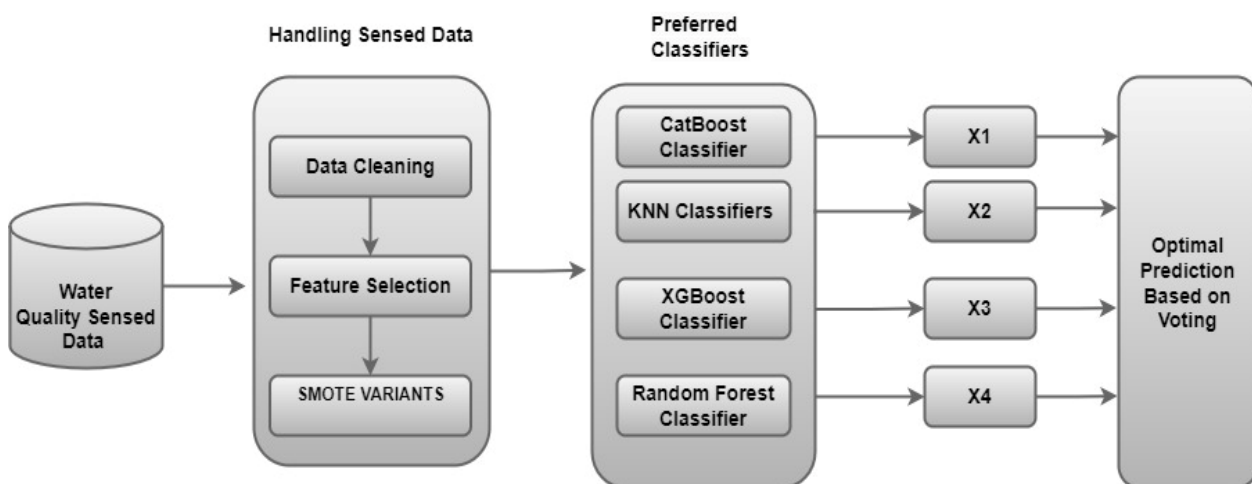 Handling Sensed Data
Preferred
Classifiers
Water
Quality Sensed
Data
Data Cleaning
Feature Selection
SMOTE VARIANTS
CatBoost
Classifier
KNN Classifiers
XGBoost
Classifier
Random Forest
Classifier
X1
X2
X3
X4
Optimal
Prediction
Based on
Voting